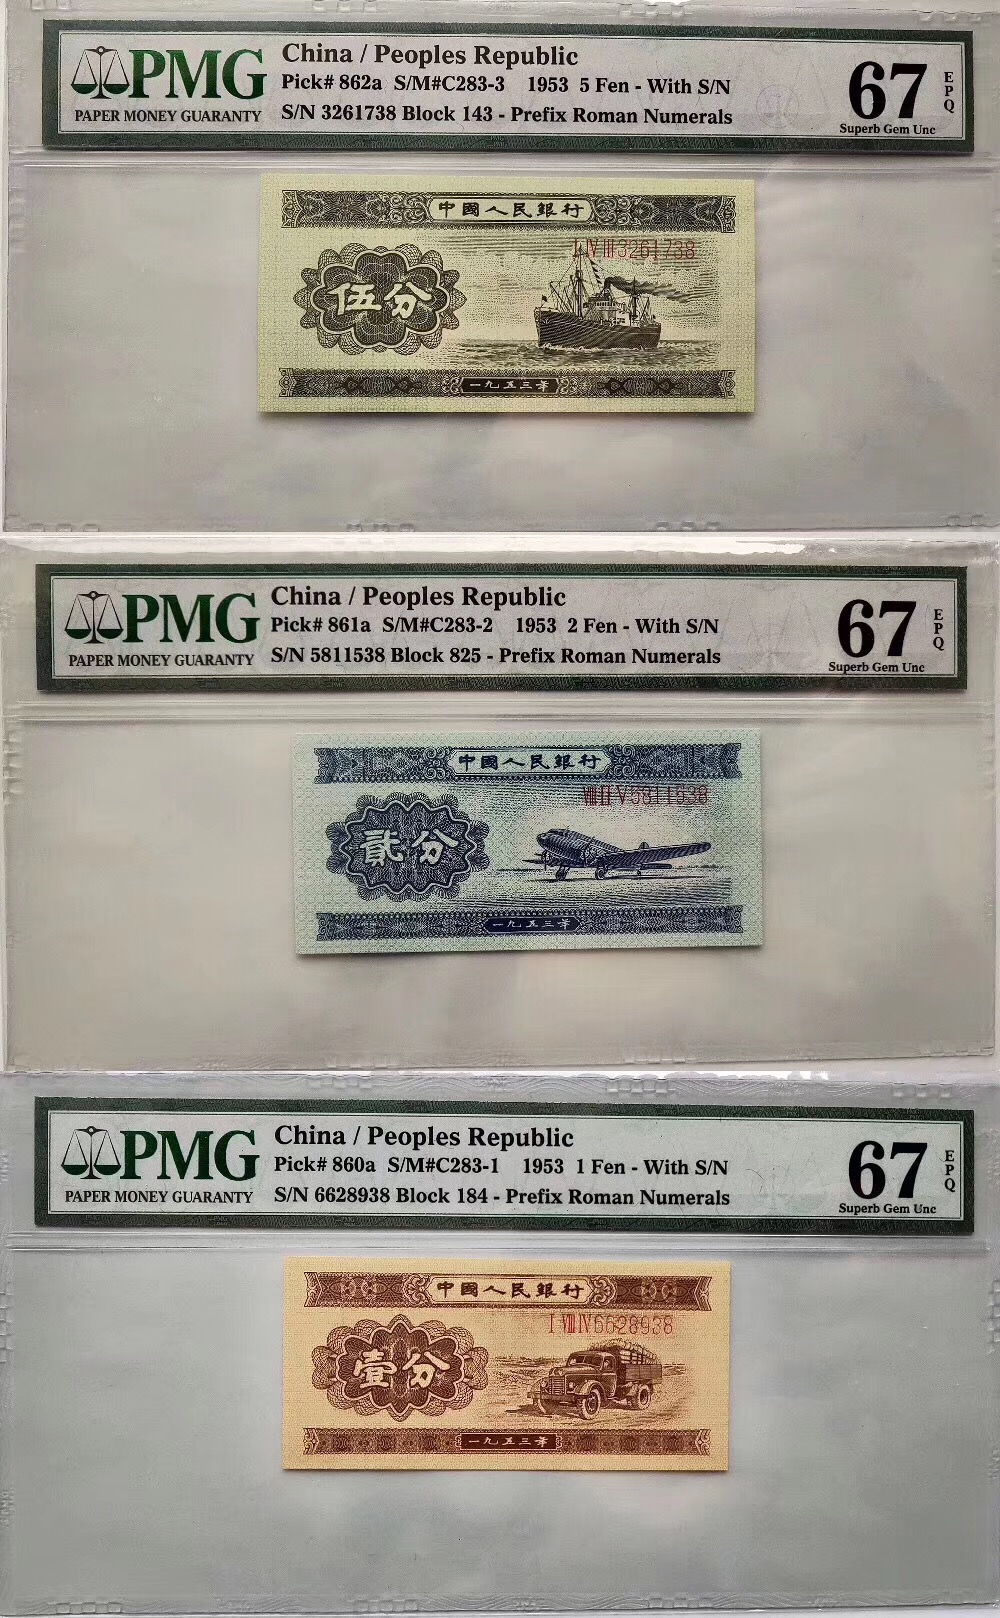 PMG
PAPER MONEY GUARANTY
China / Peoples Republic
Pick# 862a S/M#C283-3 1953 5 Fen - With S/N
S/N 3261738 Block 143 - Prefix Roman Numerals
67
EPQ
Superb Gem Unc
中國人民銀行
I IV III 3261738
伍分
一九五三年
PMG
PAPER MONEY GUARANTY
China / Peoples Republic
Pick# 861a S/M#C283-2 1953 2 Fen - With S/N
S/N 5811538 Block 825 - Prefix Roman Numerals
67
EPQ
Superb Gem Unc
中國人民銀行
VIII II V 5811538
貳分
一九五三年
PMG
PAPER MONEY GUARANTY
China / Peoples Republic
Pick# 860a S/M#C283-1 1953 1 Fen - With S/N
S/N 6628938 Block 184 - Prefix Roman Numerals
67
EPQ
Superb Gem Unc
中國人民銀行
I VIII IV 6628938
壹分
一九五三年